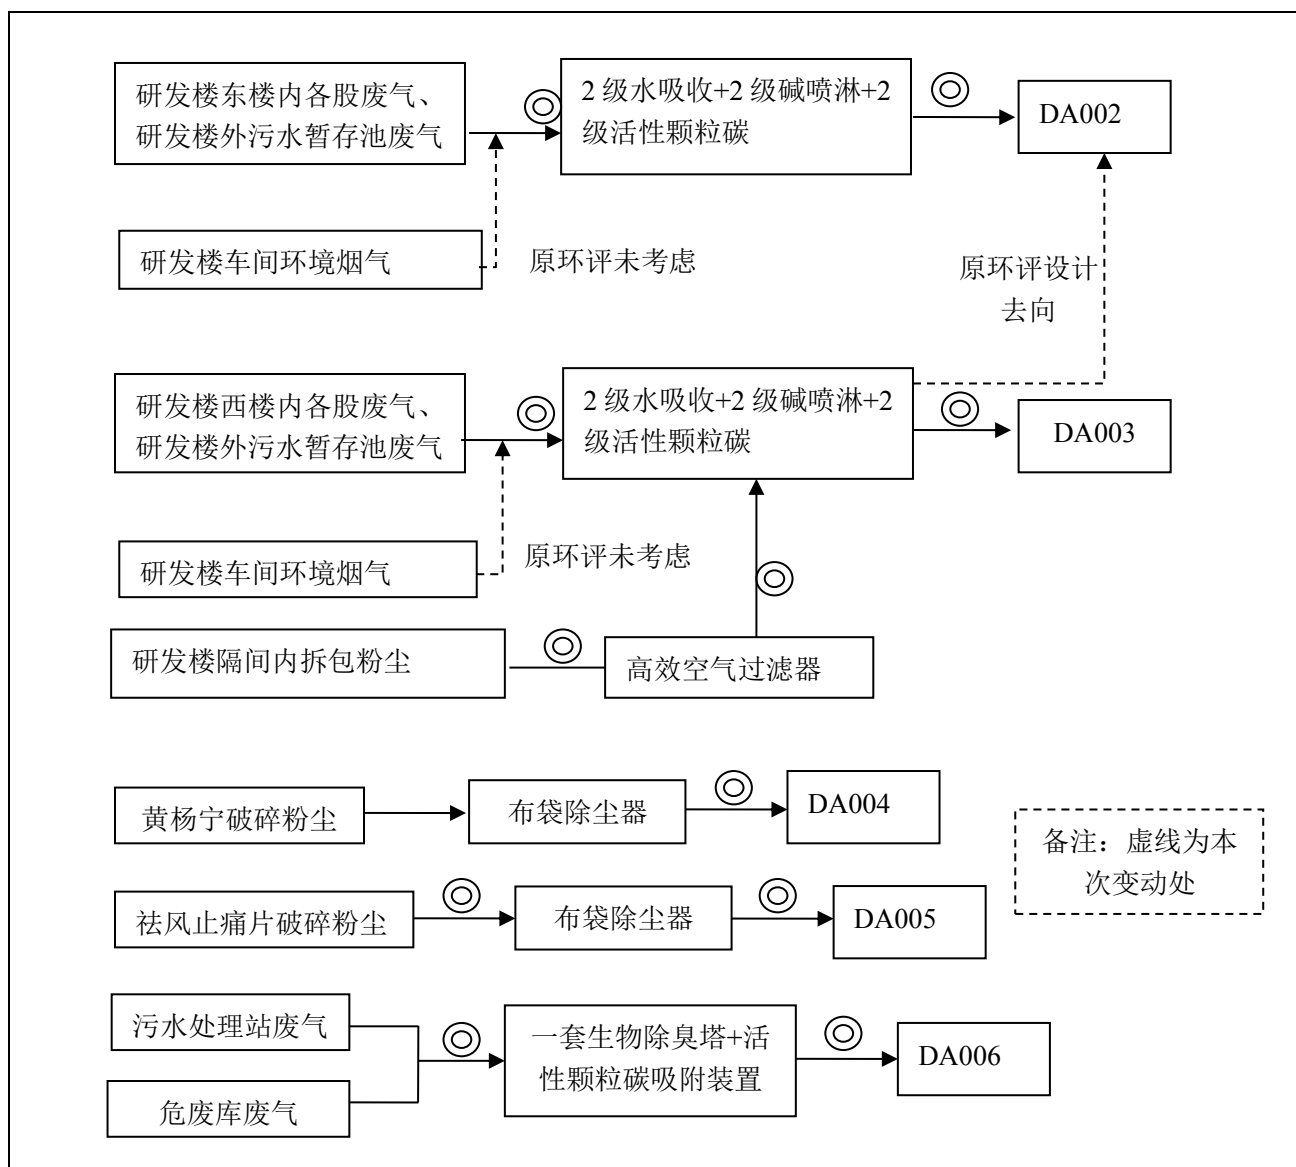 研发楼东楼内各股废气、
研发楼外污水暂存池废气
2级水吸收+2级碱喷淋+2
级活性颗粒碳
DA002
研发楼车间环境烟气
原环评未考虑
原环评设计
去向
研发楼西楼内各股废气、
研发楼外污水暂存池废气
2级水吸收+2级碱喷淋+2
级活性颗粒碳
DA003
研发楼车间环境烟气
原环评未考虑
研发楼隔间内拆包粉尘
高效空气过滤器
黄杨宁破碎粉尘
布袋除尘器
DA004
备注：虚线为本
次变动处
祛风止痛片破碎粉尘
布袋除尘器
DA005
污水处理站废气
危废库废气
一套生物除臭塔+活
性颗粒碳吸附装置
DA006